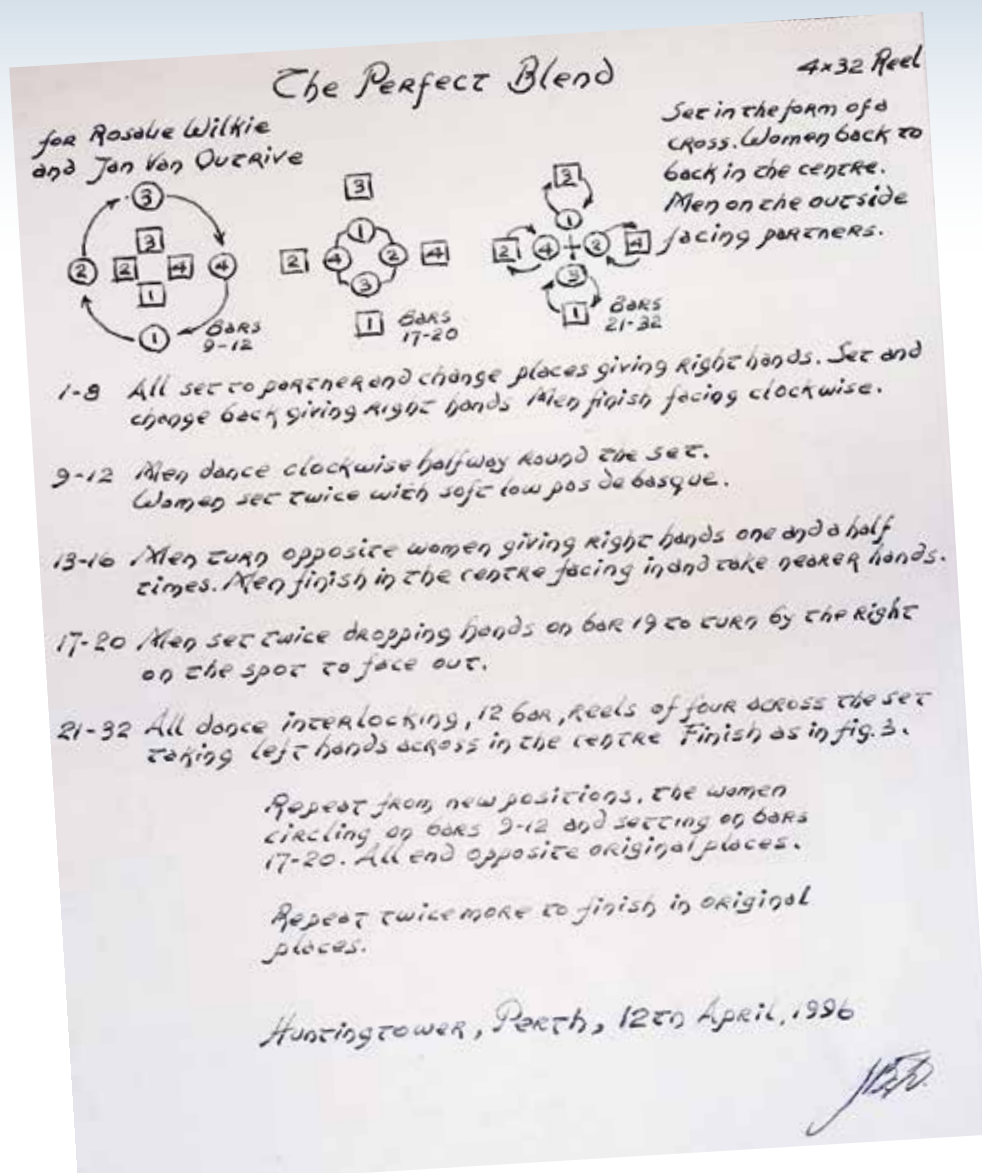 The Perfect Blend
4x32 Reel
for Rosalie Wilkie
and Jan Van Outrive
Set in the form of a
cross. Women back to
back in the centre.
Men on the outside
facing partners.
3
3
2 2 4 4
1
1
Bars
9-12
3
1
2 4 2 4
3
1
Bars
17-20
3
1
2 4 2 4
3
1
Bars
21-32
1-8 All set to partner and change places giving right hands. Set and
change back giving right hands Men finish facing clockwise.
9-12 Men dance clockwise halfway round the set.
Women set twice with soft low pas de basque.
13-16 Men turn opposite women giving right hands one and a half
times. Men finish in the centre facing in and take nearer hands.
17-20 Men set twice dropping hands on bar 19 to turn by the right
on the spot to face out.
21-32 All dance interlocking, 12 bar, reels of four across the set
taking left hands across in the centre Finish as in fig. 3.
Repeat from new positions, the women
circling on bars 9-12 and setting on bars
17-20. All end opposite original places.
Repeat twice more to finish in original
places.
Huntingtower, Perth, 12th April, 1996